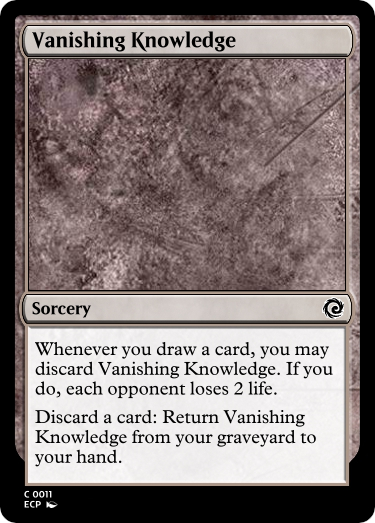 Vanishing Knowledge
Sorcery
Whenever you draw a card, you may
discard Vanishing Knowledge. If you
do, each opponent loses 2 life.
Discard a card: Return Vanishing
Knowledge from your graveyard to
your hand.
C 0011
ECP